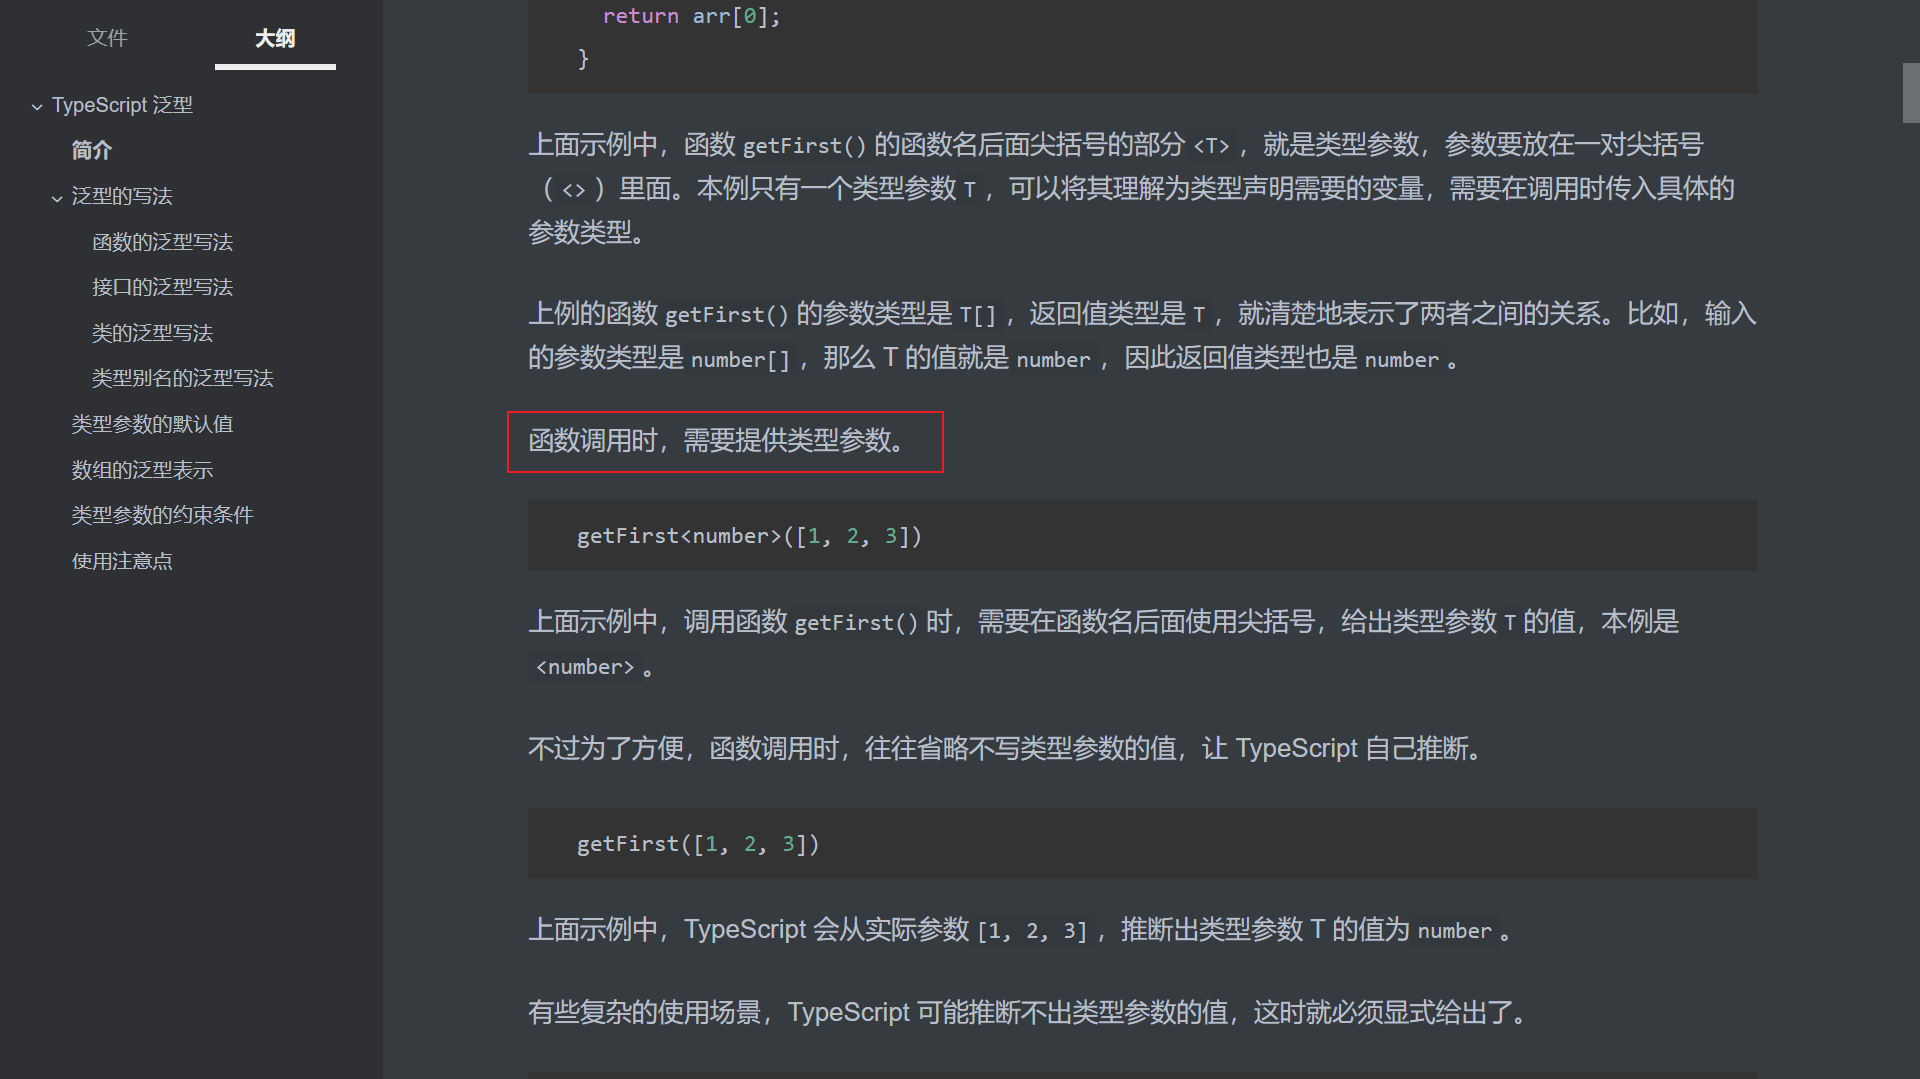 文件
大纲
TypeScript 泛型
简介
泛型的写法
函数的泛型写法
接口的泛型写法
类的泛型写法
类型别名的泛型写法
类型参数的默认值
数组的泛型表示
类型参数的约束条件
使用注意点
return arr[0];
}
上面示例中，函数 getFirst() 的函数名后面尖括号的部分 <T> ，就是类型参数，参数要放在一对尖括号
（ <> ）里面。本例只有一个类型参数 T ，可以将其理解为类型声明需要的变量，需要在调用时传入具体的
参数类型。
上例的函数 getFirst() 的参数类型是 T[] ，返回值类型是 T ，就清楚地表示了两者之间的关系。比如，输入
的参数类型是 number[] ，那么 T 的值就是 number ，因此返回值类型也是 number 。
函数调用时，需要提供类型参数。
getFirst<number>([1, 2, 3])
上面示例中，调用函数 getFirst() 时，需要在函数名后面使用尖括号，给出类型参数 T 的值，本例是
<number> 。
不过为了方便，函数调用时，往往省略不写类型参数的值，让 TypeScript 自己推断。
getFirst([1, 2, 3])
上面示例中，TypeScript 会从实际参数 [1, 2, 3] ，推断出类型参数 T 的值为 number 。
有些复杂的使用场景，TypeScript 可能推断不出类型参数的值，这时就必须显式给出了。